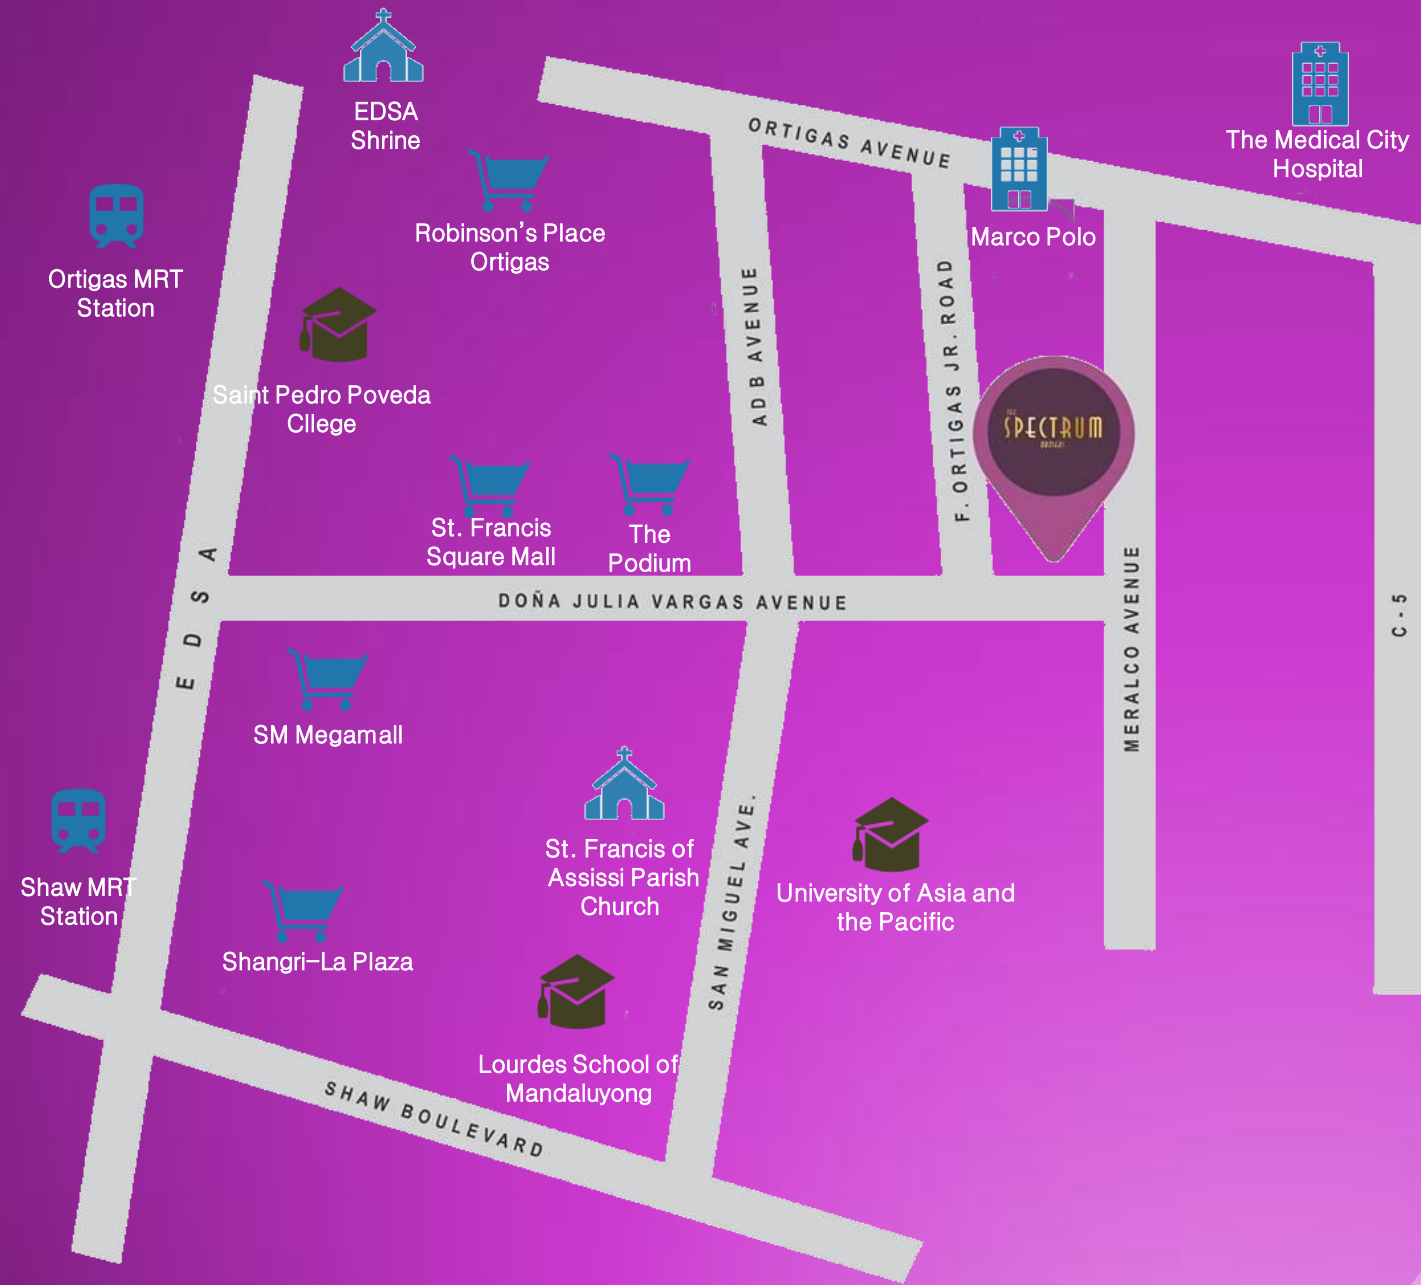 EDSA
Shrine
ORTIGAS AVENUE
The Medical City
Hospital
Robinson's Place
Ortigas
Marco Polo
Ortigas MRT
Station
ADB AVENUE
F. ORTIGAS JR. ROAD
Saint Pedro Poveda
Cllege
THE
SPECTRUM
ORTIGAS
St. Francis
Square Mall
The
Podium
EDSA
DOÑA JULIA VARGAS AVENUE
MERALCO AVENUE
C-5
SM Megamall
St. Francis of
Assissi Parish
Church
SAN MIGUEL AVE.
University of Asia and
the Pacific
Shaw MRT
Station
Shangri-La Plaza
Lourdes School of
Mandaluyong
SHAW BOULEVARD